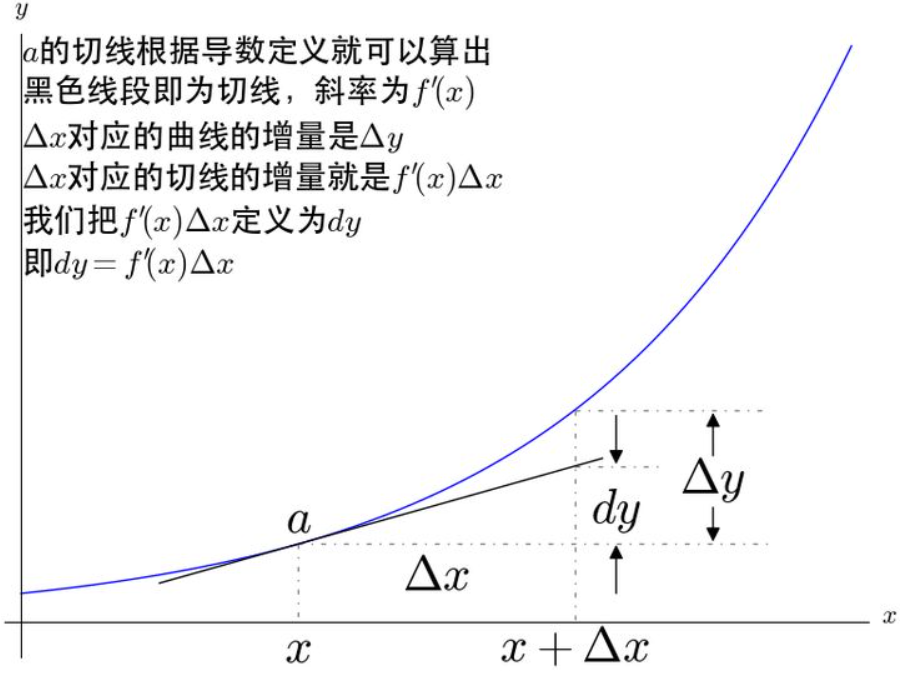 y
a的切线根据导数定义就可以算出
黑色线段即为切线，斜率为f′(x)
Δx对应的曲线的增量是Δy
Δx对应的切线的增量就是f′(x)Δx
我们把f′(x)Δx定义为dy
即dy = f′(x)Δx
Δy
dy
a
Δx
x
x
x + Δx